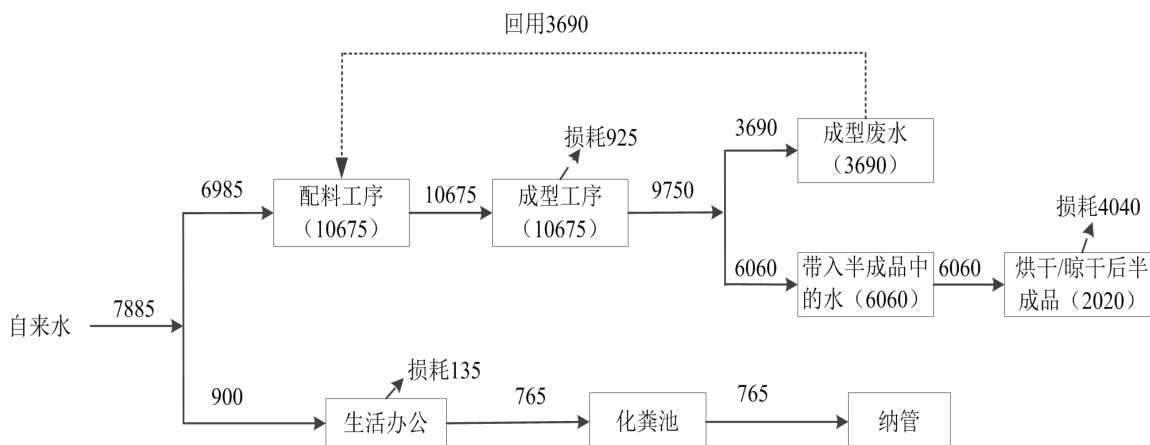 回用3690
3690
成型废水
（3690）
损耗925
6985
配料工序
（10675）
10675
成型工序
（10675）
9750
损耗4040
6060
带入半成品中
的水（6060）
6060
烘干/晾干后半
成品（2020）
自来水
7885
损耗135
900
生活办公
765
化粪池
765
纳管